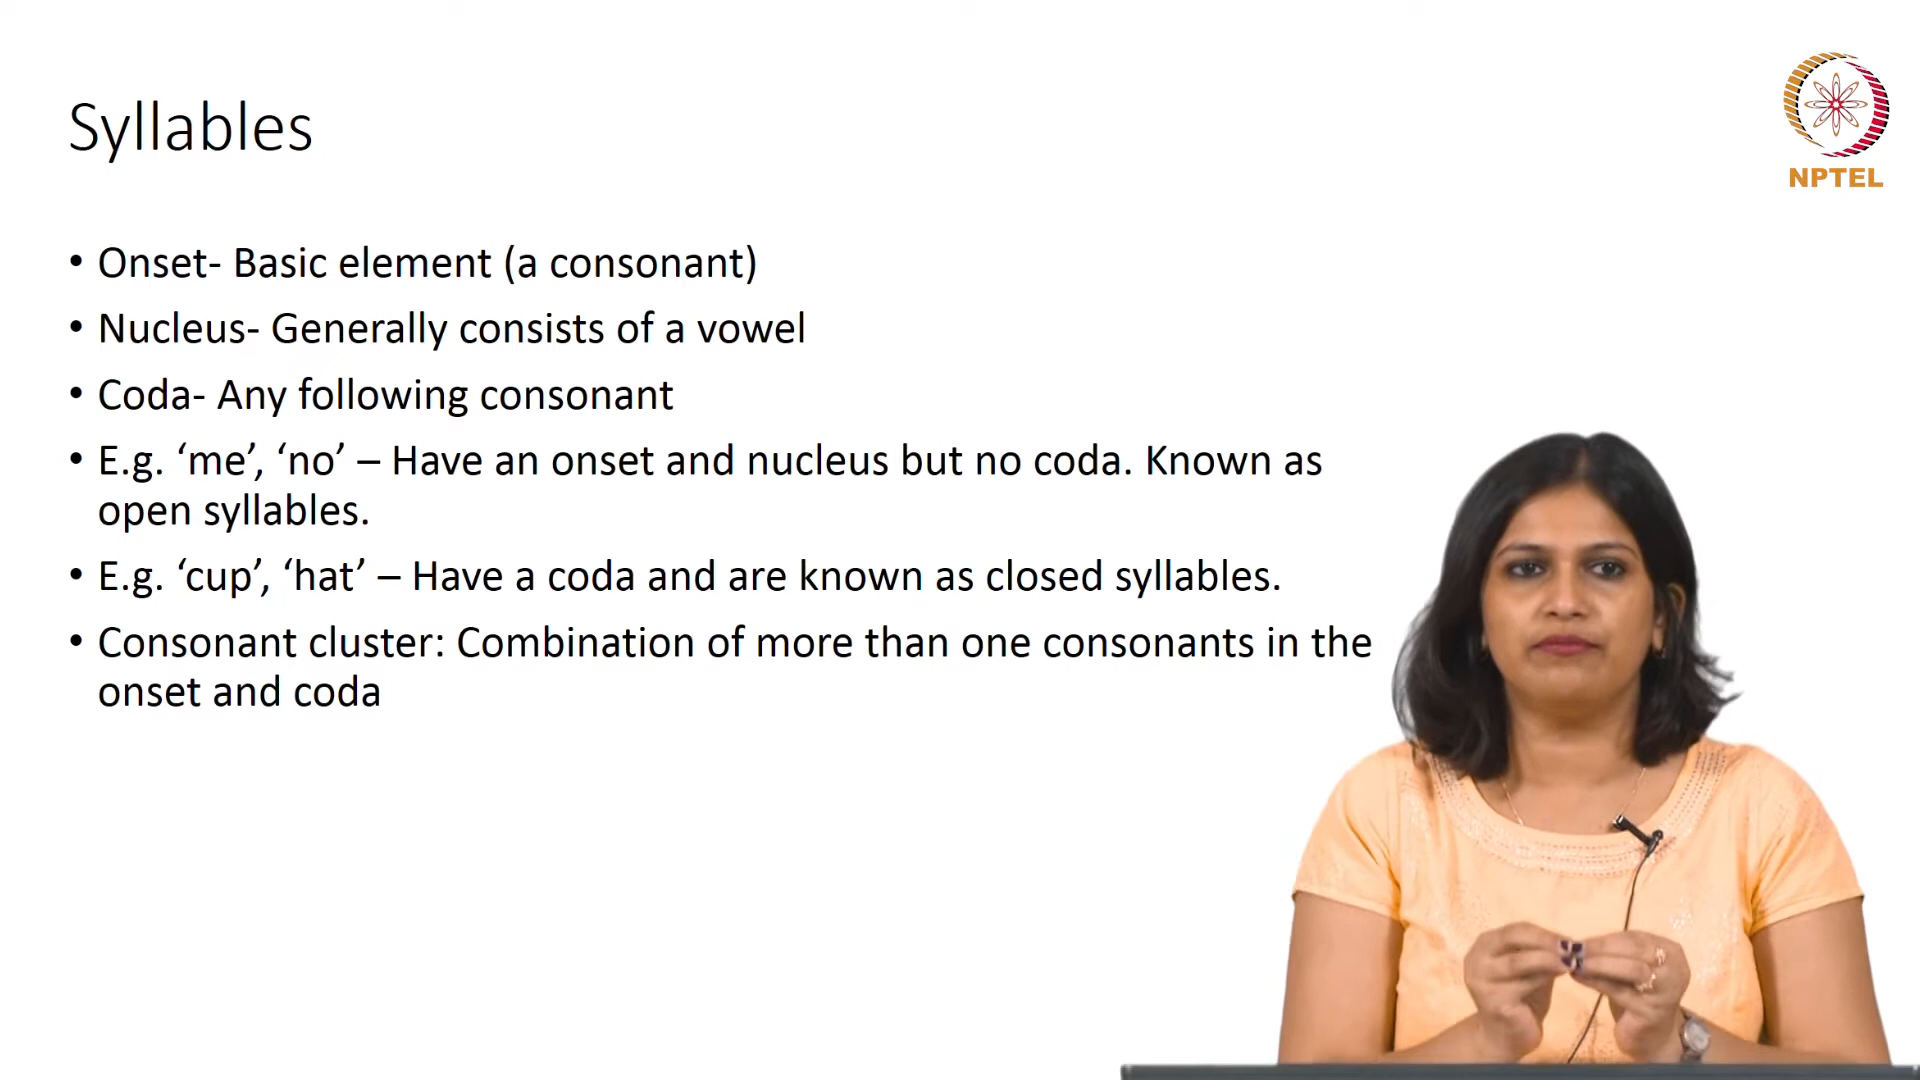 Syllables
NPTEL
• Onset- Basic element (a consonant)
• Nucleus- Generally consists of a vowel
• Coda- Any following consonant
• E.g. ‘me’, ‘no’ – Have an onset and nucleus but no coda. Known as
open syllables.
• E.g. ‘cup’, ‘hat’ – Have a coda and are known as closed syllables.
• Consonant cluster: Combination of more than one consonants in the
onset and coda